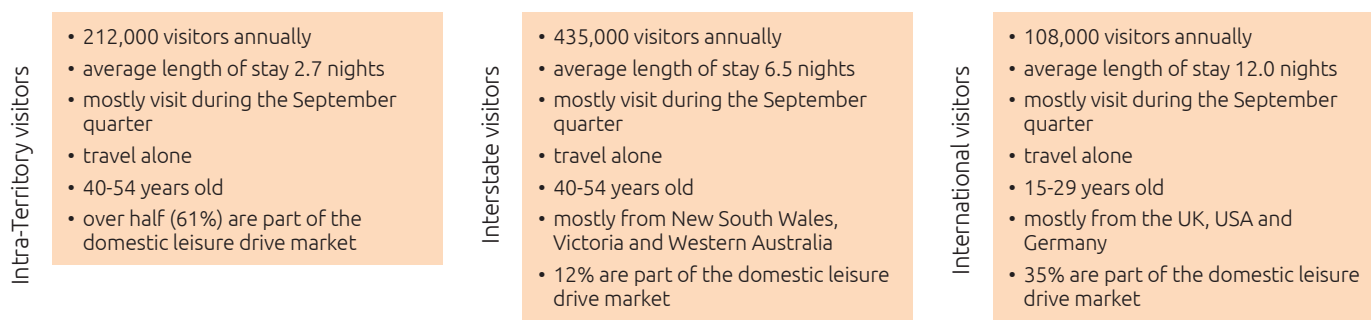 Intra-Territory visitors
• 212,000 visitors annually
• average length of stay 2.7 nights
• mostly visit during the September
quarter
• travel alone
• 40-54 years old
• over half (61%) are part of the
domestic leisure drive market
Interstate visitors
• 435,000 visitors annually
• average length of stay 6.5 nights
• mostly visit during the September
quarter
• travel alone
• 40-54 years old
• mostly from New South Wales,
Victoria and Western Australia
• 12% are part of the domestic leisure
drive market
International visitors
• 108,000 visitors annually
• average length of stay 12.0 nights
• mostly visit during the September
quarter
• travel alone
• 15-29 years old
• mostly from the UK, USA and
Germany
• 35% are part of the domestic leisure
drive market